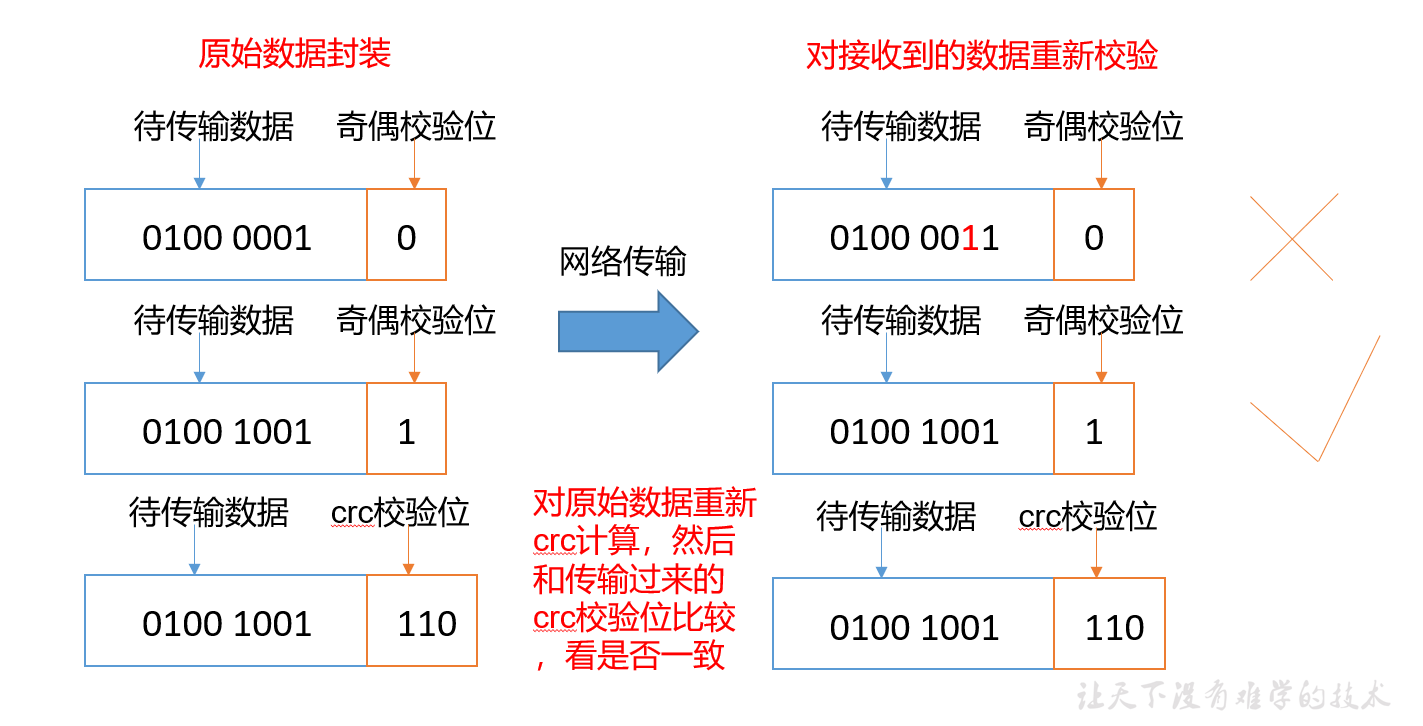 原始数据封装
对接收到的数据重新校验
待传输数据 奇偶校验位
待传输数据 奇偶校验位
0100 0001 0
0100 0011 0
网络传输
待传输数据 奇偶校验位
待传输数据 奇偶校验位
0100 1001 1
0100 1001 1
待传输数据 crc校验位
对原始数据重新
crc计算，然后
和传输过来的
crc校验位比较
，看是否一致
待传输数据 crc校验位
0100 1001 110
0100 1001 110
让天下没有难学的技术